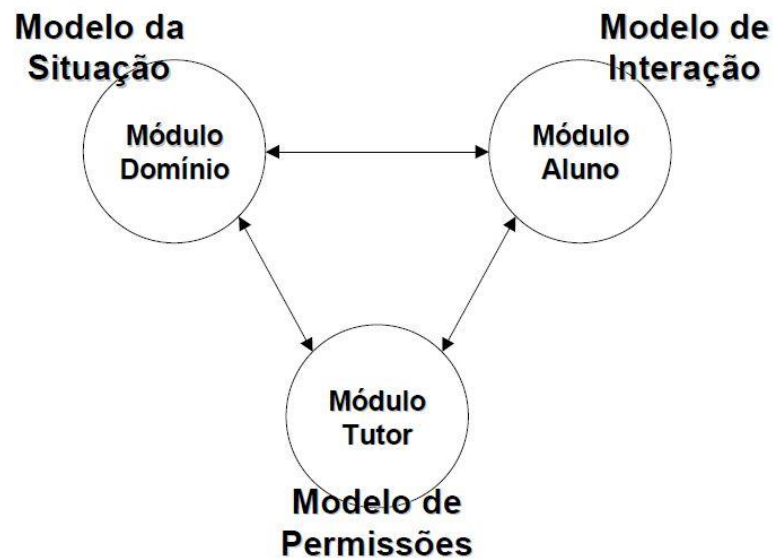 Modelo da
Situação
Modelo de
Interação
Módulo
Domínio
Módulo
Aluno
Módulo
Tutor
Modelo de
Permissões